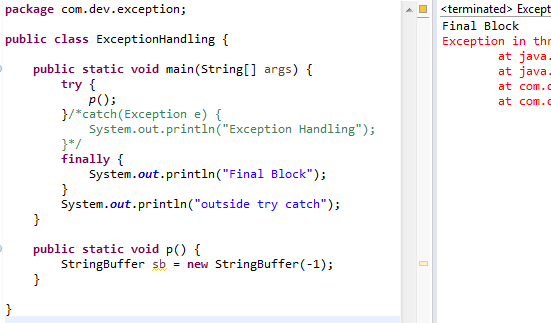 package com.dev.exception;
public class ExceptionHandling {
public static void main(String[] args) {
try {
p();
}/*catch(Exception e) {
System.out.println("Exception Handling");
}*/
finally {
System.out.println("Final Block");
}
System.out.println("outside try catch");
}
public static void p() {
StringBuffer sb = new StringBuffer(-1);
}
}
<terminated> Except
Final Block
Exception in thr
at java.
at java.
at com.d
at com.d